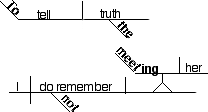 To
tell truth
the
meeting her
I do remember
not